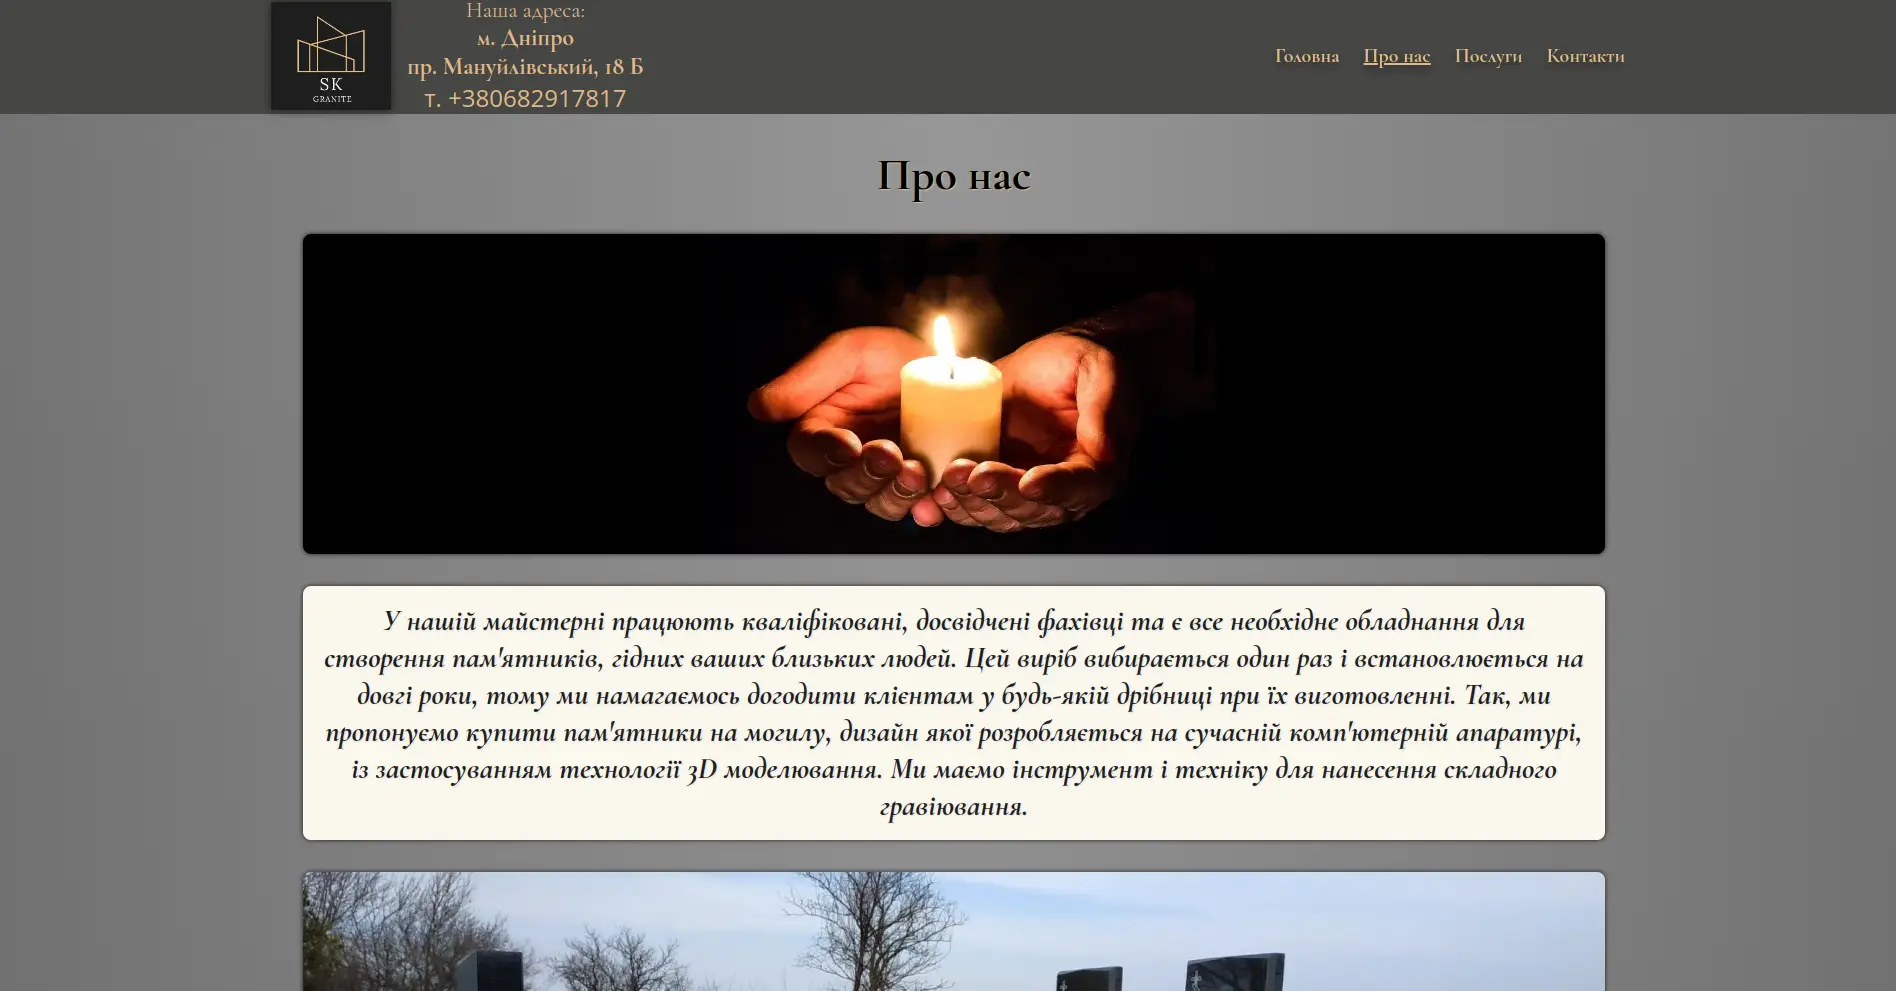 SK
GRANITE
Наша адреса:
м. Дніпро
пр. Мануйлівський, 18 Б
т. +380682917817
Головна Про нас Послуги Контакти
Про нас
У нашій майстерні працюють кваліфіковані, досвідчені фахівці та є все необхідне обладнання для
створення пам'ятників, гідних ваших близьких людей. Цей виріб вибирається один раз і встановлюється на
довгі роки, тому ми намагаємось догодити клієнтам у будь-якій дрібниці при їх виготовленні. Так, ми
пропонуємо купити пам'ятники на могилу, дизайн якої розробляється на сучасній комп'ютерній апаратурі,
із застосуванням технології 3D моделювання. Ми маємо інструмент і техніку для нанесення складного
гравіювання.